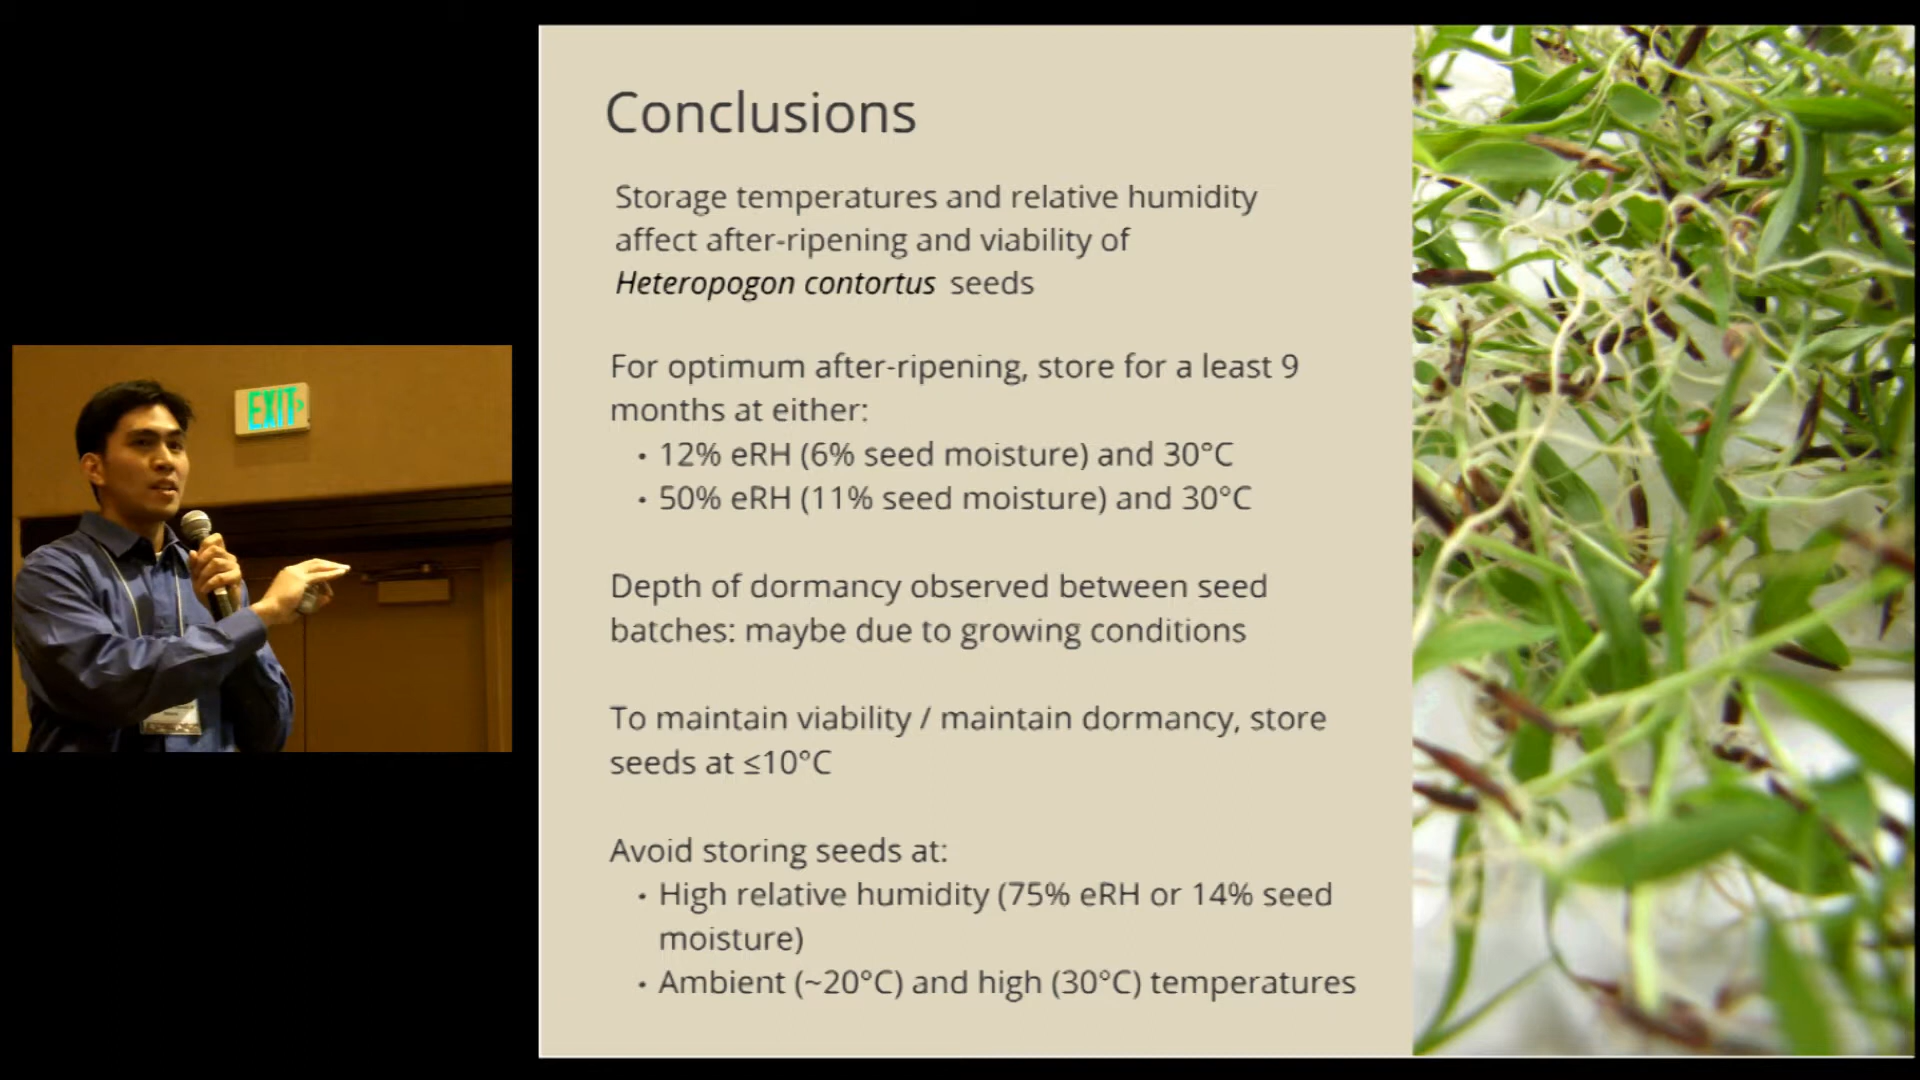 EXIT
Conclusions
Storage temperatures and relative humidity
affect after-ripening and viability of
Heteropogon contortus seeds
For optimum after-ripening, store for a least 9
months at either:
• 12% eRH (6% seed moisture) and 30°C
• 50% eRH (11% seed moisture) and 30°C
Depth of dormancy observed between seed
batches: maybe due to growing conditions
To maintain viability / maintain dormancy, store
seeds at ≤10°C
Avoid storing seeds at:
• High relative humidity (75% eRH or 14% seed
moisture)
• Ambient (~20°C) and high (30°C) temperatures